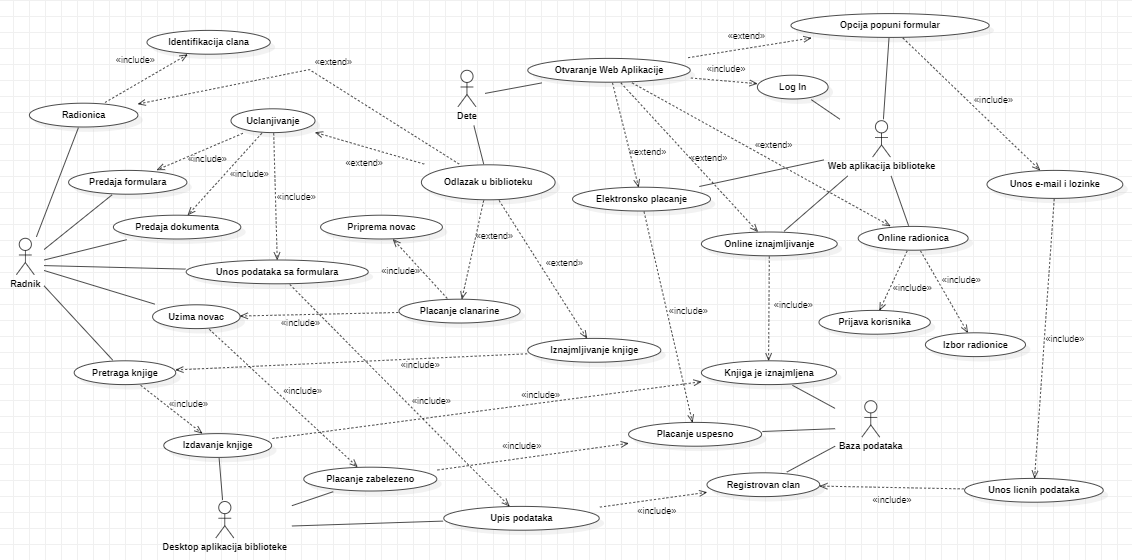 Opcija popuni formular
«extend»
Identifikacija clana
«include»
«extend»
Otvaranje Web Aplikacije
«include»
Log In
«include»
Radionica
Dete
Uclanjivanje
«extend»
«include»
«extend»
«extend»
«extend»
Web aplikacija biblioteke
«include»
Predaja formulara
Odlazak u biblioteku
Unos e-mail i lozinke
«include»
Elektronsko placanje
Predaja dokumenta
Priprema novac
«extend»
Online iznajmljivanje
Online radionica
Unos podataka sa formulara
«include»
«extend»
Radnik
«include»
«include»
«include»
Uzima novac
Placanje clanarine
«include»
«include»
Prijava korisnika
«include»
Izbor radionice
Iznajmljivanje knjige
«include»
Pretraga knjige
«include»
Knjiga je iznajmljena
«include»
«include»
«include»
«include»
Placanje uspesno
Baza podataka
Izdavanje knjige
«include»
Placanje zabelezeno
Registrovan clan
Unos licnih podataka
«include»
«include»
Upis podataka
Desktop aplikacija biblioteke